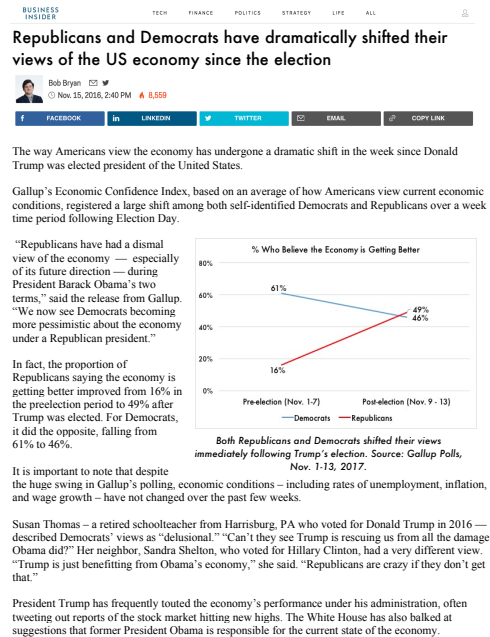 BUSINESS
INSIDER
TECH FINANCE POLITICS STRATEGY LIFE ALL
Republicans and Democrats have dramatically shifted their
views of the US economy since the election
Bob Bryan
Nov. 15, 2016, 2:40 PM 8,559
f FACEBOOK in LINKEDIN TWITTER EMAIL COPY LINK
The way Americans view the economy has undergone a dramatic shift in the week since Donald
Trump was elected president of the United States.
Gallup's Economic Confidence Index, based on an average of how Americans view current economic
conditions, registered a large shift among both self-identified Democrats and Republicans over a week
time period following Election Day.
“Republicans have had a dismal
view of the economy — especially
of its future direction — during
President Barack Obama's two
terms,” said the release from Gallup.
“We now see Democrats becoming
more pessimistic about the economy
under a Republican president.”
In fact, the proportion of
Republicans saying the economy is
getting better improved from 16% in
the preelection period to 49% after
Trump was elected. For Democrats,
it did the opposite, falling from
61% to 46%.
% Who Believe the Economy is Getting Better
80%
60%
40%
20%
0%
61%
16%
49%
46%
Pre-election (Nov. 1-7) Post-election (Nov. 9 - 13)
Democrats Republicans
Both Republicans and Democrats shifted their views
immediately following Trump's election. Source: Gallup Polls,
Nov. 1-13, 2017.
It is important to note that despite
the huge swing in Gallup's polling, economic conditions – including rates of unemployment, inflation,
and wage growth – have not changed over the past few weeks.
Susan Thomas – a retired schoolteacher from Harrisburg, PA who voted for Donald Trump in 2016 —
described Democrats' views as “delusional.” “Can't they see Trump is rescuing us from all the damage
Obama did?” Her neighbor, Sandra Shelton, who voted for Hillary Clinton, had a very different view.
“Trump is just benefitting from Obama's economy,” she said. “Republicans are crazy if they don't get
that.”
President Trump has frequently touted the economy's performance under his administration, often
tweeting out reports of the stock market hitting new highs. The White House has also balked at
suggestions that former President Obama is responsible for the current state of the economy.